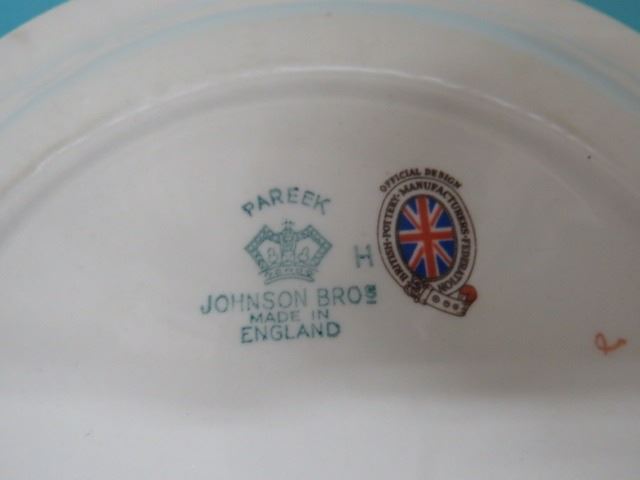 PAREEK
H
JOHNSON BROS
MADE IN
ENGLAND
OFFICIAL DESIGN
BRITISH · POTTERY · MANUFACTURERS · FEDERATION